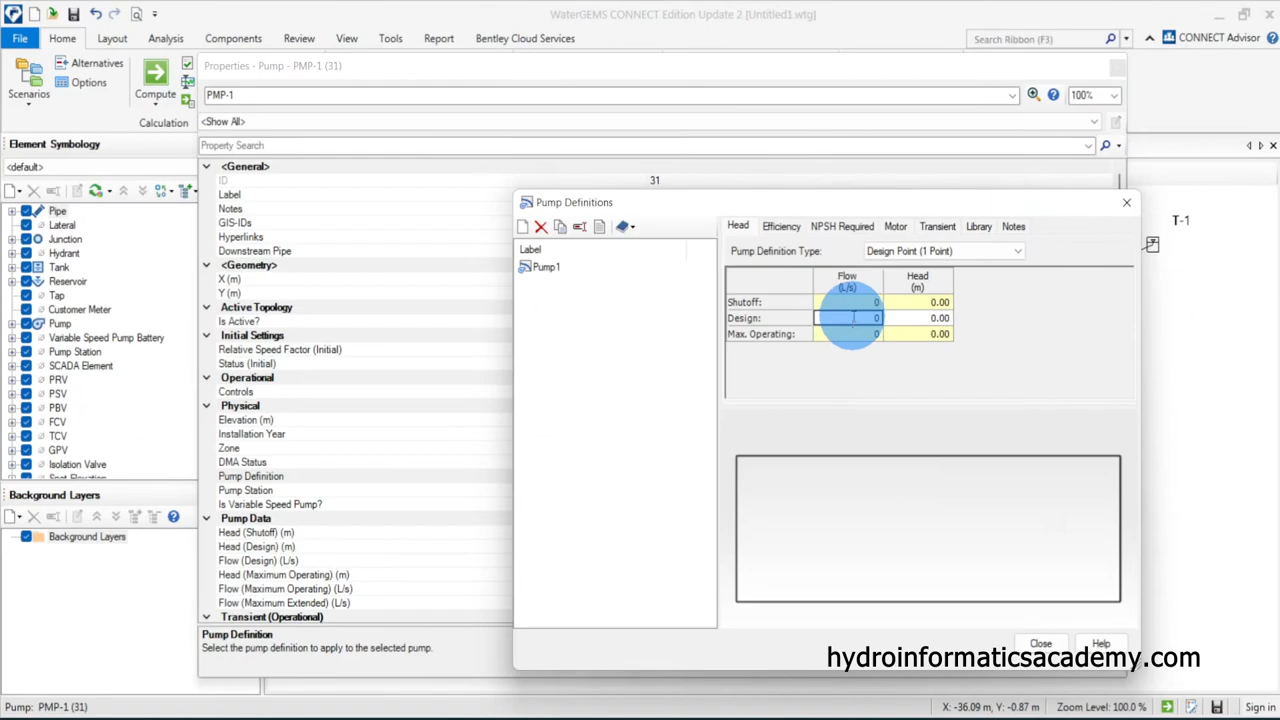 WaterGEMS CONNECT Edition Update 2 [Untitled1.wtg]
File Home Layout Analysis Components Review View Tools Report Bentley Cloud Services
Search Ribbon (F3)
CONNECT Advisor
Scenarios
Alternatives
Options
Compute
Calculation
Properties - Pump - PMP-1 (31)
PMP-1
100%
<Show All>
Property Search
Element Symbology
<default>
Pipe
Lateral
Junction
Hydrant
Tank
Reservoir
Tap
Customer Meter
Pump
Variable Speed Pump Battery
Pump Station
SCADA Element
PRV
PSV
PBV
FCV
TCV
GPV
Isolation Valve
Spot Elevation
Background Layers
Background Layers
<General>
ID 31
Label
Notes
GIS-IDs
Hyperlinks
Downstream Pipe
<Geometry>
X (m)
Y (m)
Active Topology
Is Active?
Initial Settings
Relative Speed Factor (Initial)
Status (Initial)
Operational
Controls
Physical
Elevation (m)
Installation Year
Zone
DMA Status
Pump Definition
Pump Station
Is Variable Speed Pump?
Pump Data
Head (Shutoff) (m)
Head (Design) (m)
Flow (Design) (L/s)
Head (Maximum Operating) (m)
Flow (Maximum Operating) (L/s)
Flow (Maximum Extended) (L/s)
Transient (Operational)
Pump Definition
Select the pump definition to apply to the selected pump.
Pump Definitions
Label
Pump1
Head Efficiency NPSH Required Motor Transient Library Notes
Pump Definition Type: Design Point (1 Point)
Flow (L/s) Head (m)
Shutoff: 0 0.00
Design: 0 0.00
Max. Operating: 0 0.00
Close Help
T-1
hydroinformaticsacademy.com
Pump: PMP-1 (31)
X: -36.09 m, Y: -0.87 m
Zoom Level: 100.0 %
Sign in